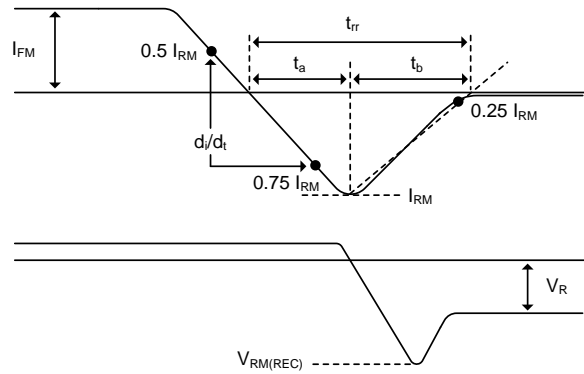 t_rr
I_FM
0.5 I_RM
t_a
t_b
d_i/d_t
0.25 I_RM
0.75 I_RM
I_RM
V_R
V_RM(REC)